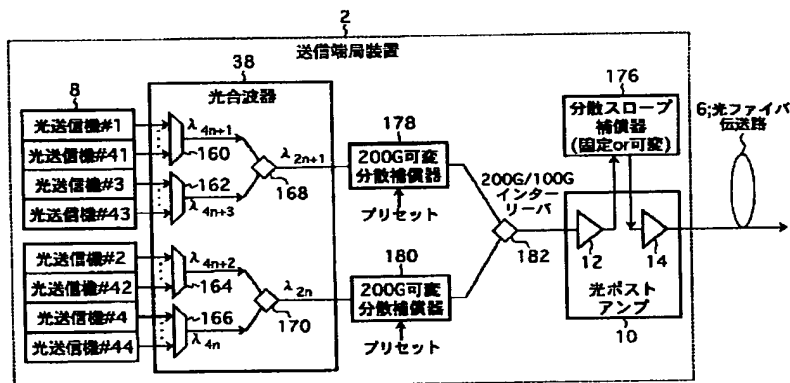 2
送信端局装置
8
光送信機#1
光送信機#41
光送信機#3
光送信機#43
光送信機#2
光送信機#42
光送信機#4
光送信機#44
38
光合波器
λ4n+1
160
162
λ4n+3
168
λ2n+1
λ4n+2
164
166
λ4n
170
λ2n
178
200G可変
分散補償器
プリセット
180
200G可変
分散補償器
プリセット
200G/100G
インター
リーバ
182
176
分散スロープ
補償器
(固定or可変)
12
14
光ポスト
アンプ
10
6;光ファイバ
伝送路